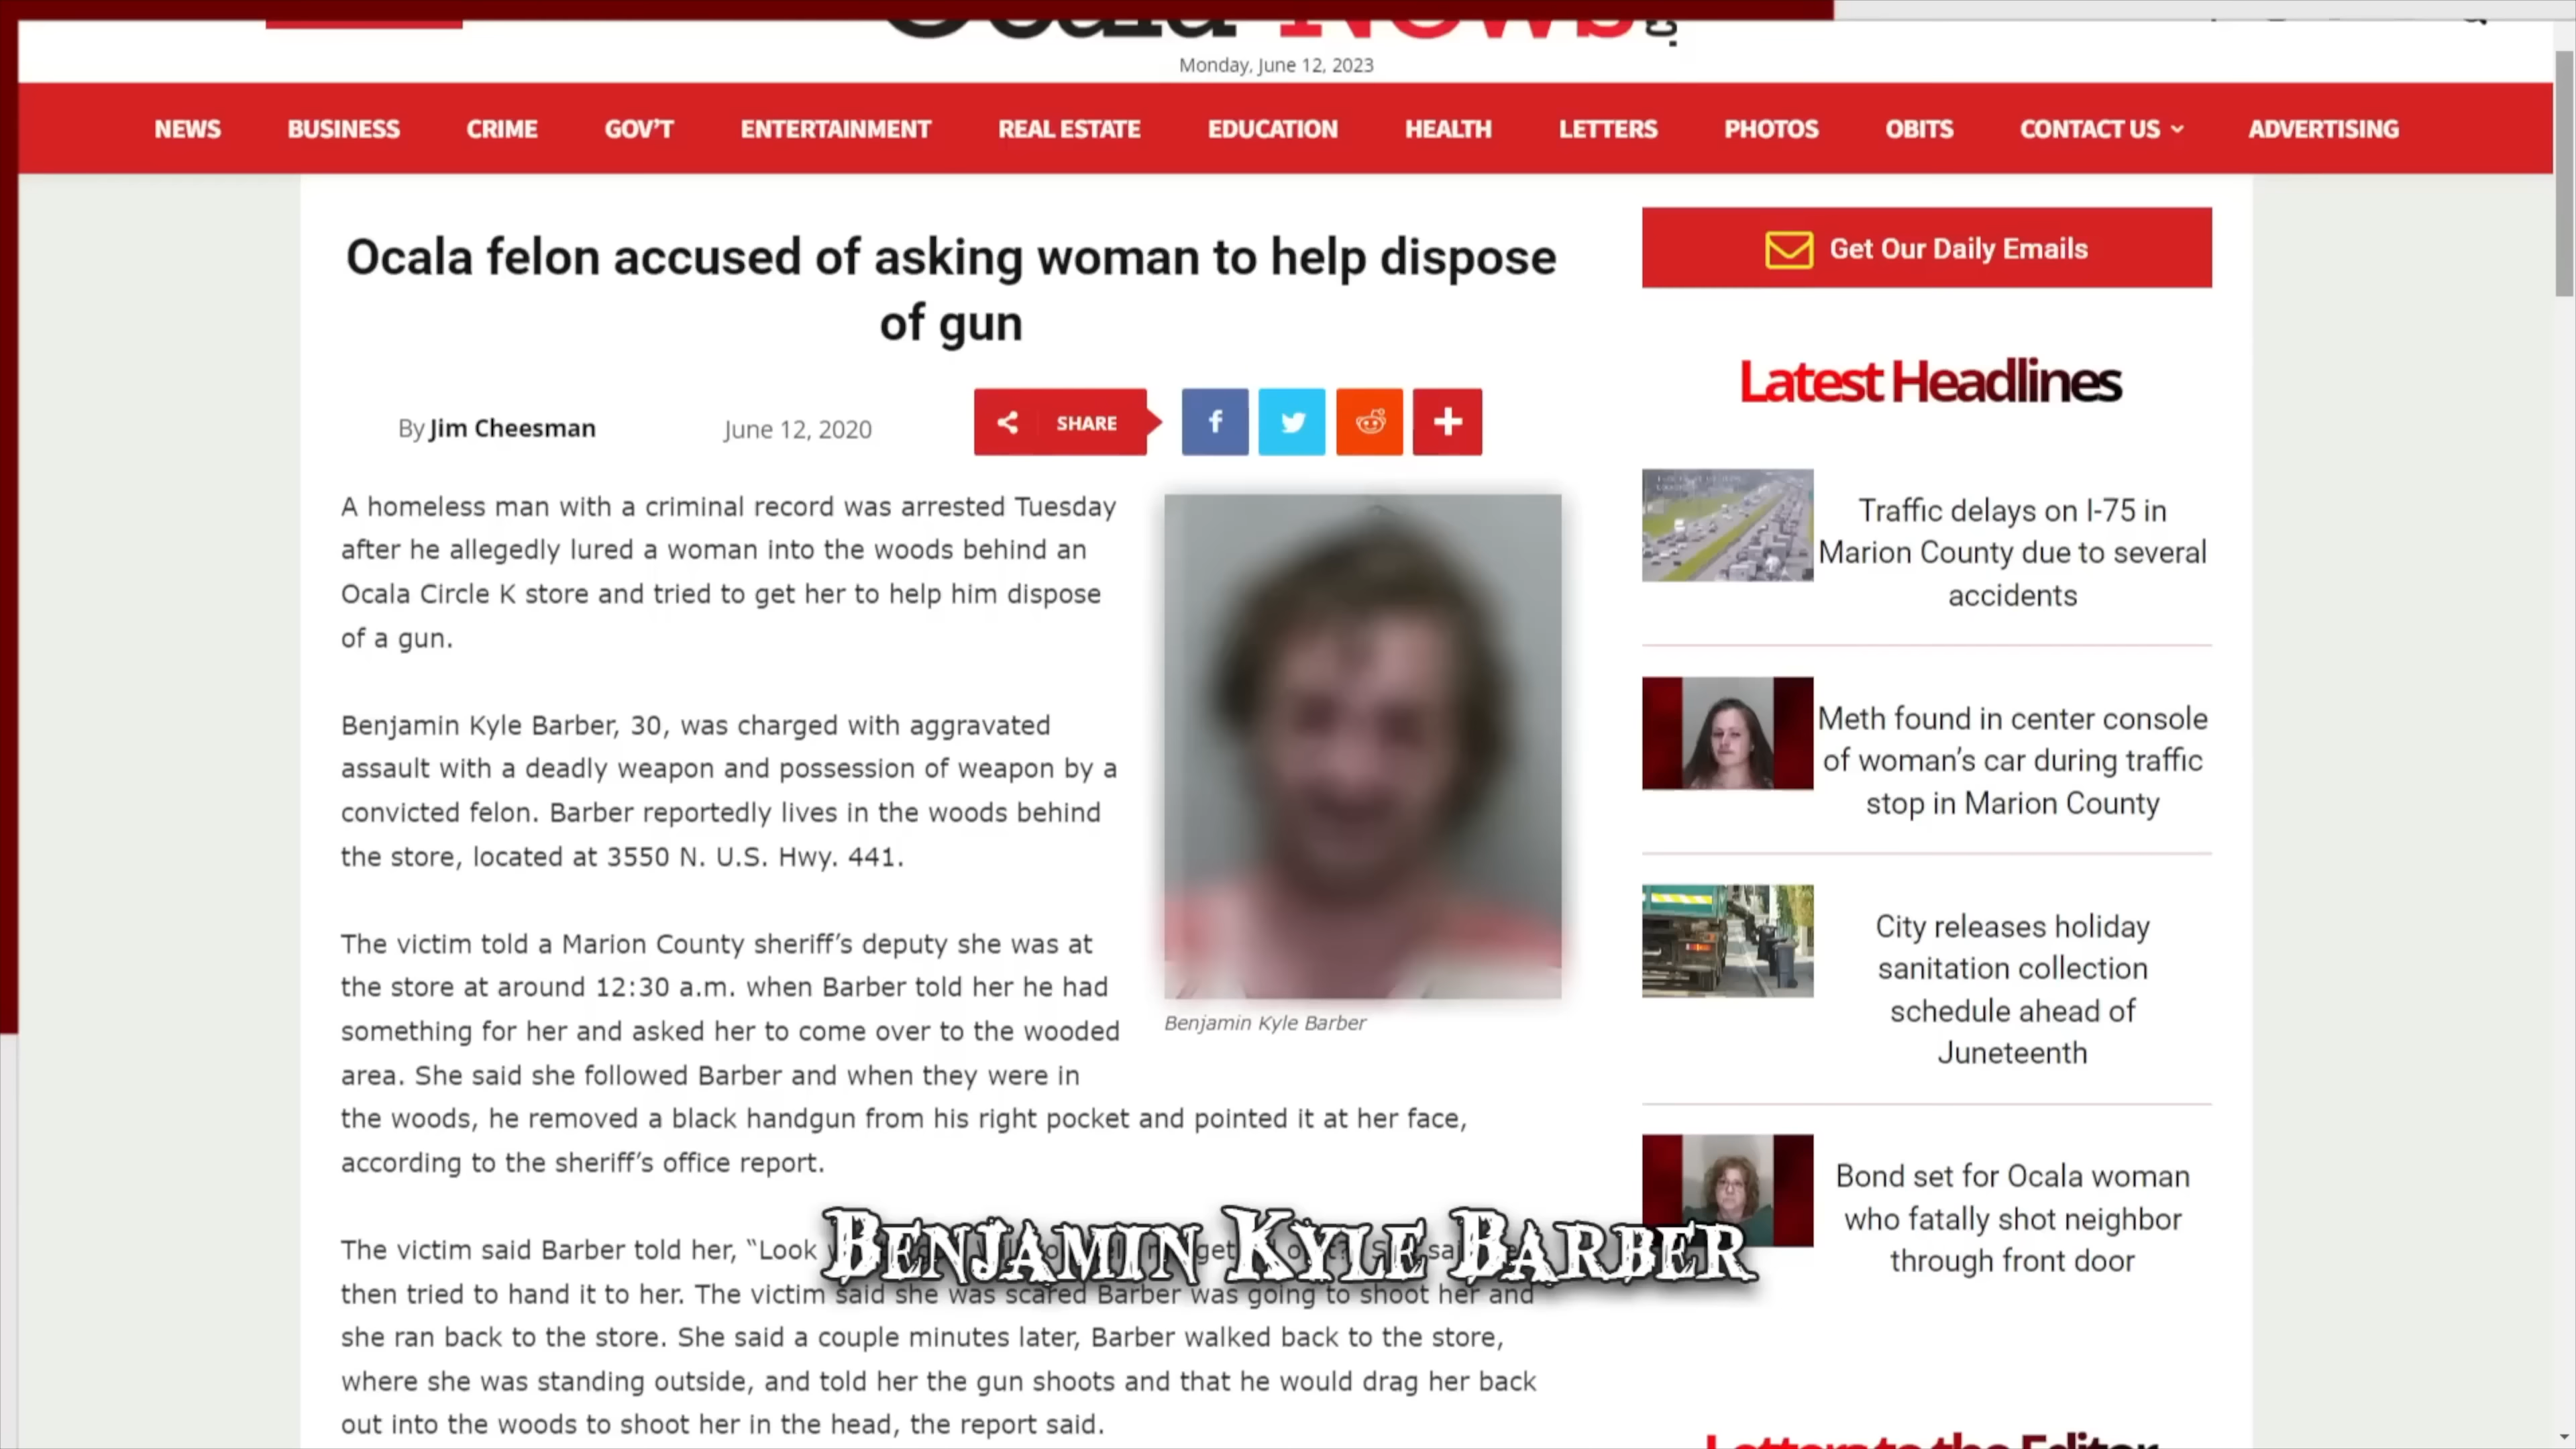 Ocala News
Monday, June 12, 2023
NEWS BUSINESS CRIME GOV'T ENTERTAINMENT REAL ESTATE EDUCATION HEALTH LETTERS PHOTOS OBITS CONTACT US ADVERTISING
Ocala felon accused of asking woman to help dispose
of gun
By Jim Cheesman June 12, 2020 SHARE
A homeless man with a criminal record was arrested Tuesday
after he allegedly lured a woman into the woods behind an
Ocala Circle K store and tried to get her to help him dispose
of a gun.
Benjamin Kyle Barber, 30, was charged with aggravated
assault with a deadly weapon and possession of weapon by a
convicted felon. Barber reportedly lives in the woods behind
the store, located at 3550 N. U.S. Hwy. 441.
The victim told a Marion County sheriff's deputy she was at
the store at around 12:30 a.m. when Barber told her he had
something for her and asked her to come over to the wooded
area. She said she followed Barber and when they were in
the woods, he removed a black handgun from his right pocket and pointed it at her face,
according to the sheriff's office report.
Benjamin Kyle Barber
The victim said Barber told her, "Look
then tried to hand it to her. The victim said she was scared Barber was going to shoot her and
she ran back to the store. She said a couple minutes later, Barber walked back to the store,
where she was standing outside, and told her the gun shoots and that he would drag her back
out into the woods to shoot her in the head, the report said.
Get Our Daily Emails
Latest Headlines
Traffic delays on I-75 in
Marion County due to several
accidents
Meth found in center console
of woman's car during traffic
stop in Marion County
City releases holiday
sanitation collection
schedule ahead of
Juneteenth
Bond set for Ocala woman
who fatally shot neighbor
through front door
Letters to the Editor
BENJAMIN KYLE BARBER